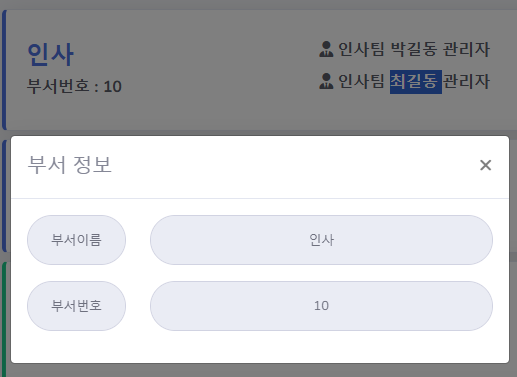 인사
부서번호 : 10
인사팀 박길동 관리자
인사팀 최길동 관리자
부서 정보
×
부서이름
인사
부서번호
10